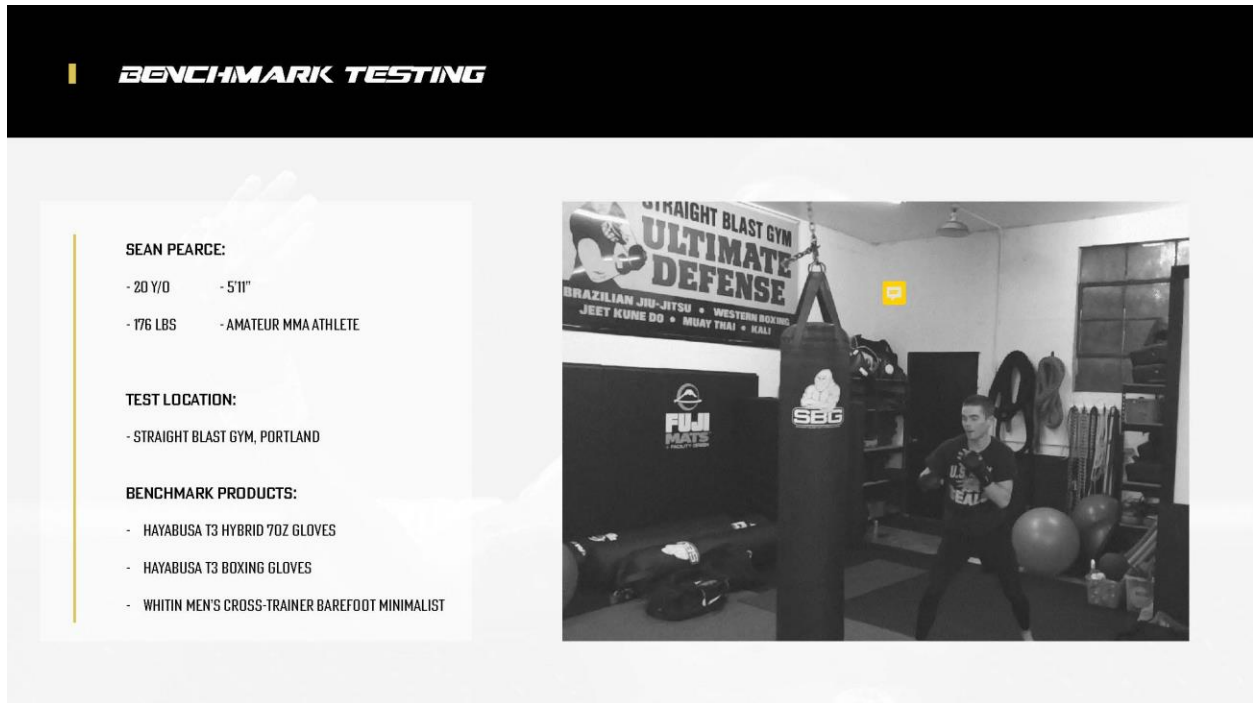 BENCHMARK TESTING
SEAN PEARCE:
- 20 Y/O - 5'11"
- 176 LBS - AMATEUR MMA ATHLETE
TEST LOCATION:
- STRAIGHT BLAST GYM, PORTLAND
BENCHMARK PRODUCTS:
- HAYABUSA T3 HYBRID 7OZ GLOVES
- HAYABUSA T3 BOXING GLOVES
- WHITIN MEN'S CROSS-TRAINER BAREFOOT MINIMALIST
STRAIGHT BLAST GYM
ULTIMATE
DEFENSE
BRAZILIAN JIU-JITSU • WESTERN BOXING
JEET KUNE DO • MUAY THAI • KALI
FUJI
MATS
SBG